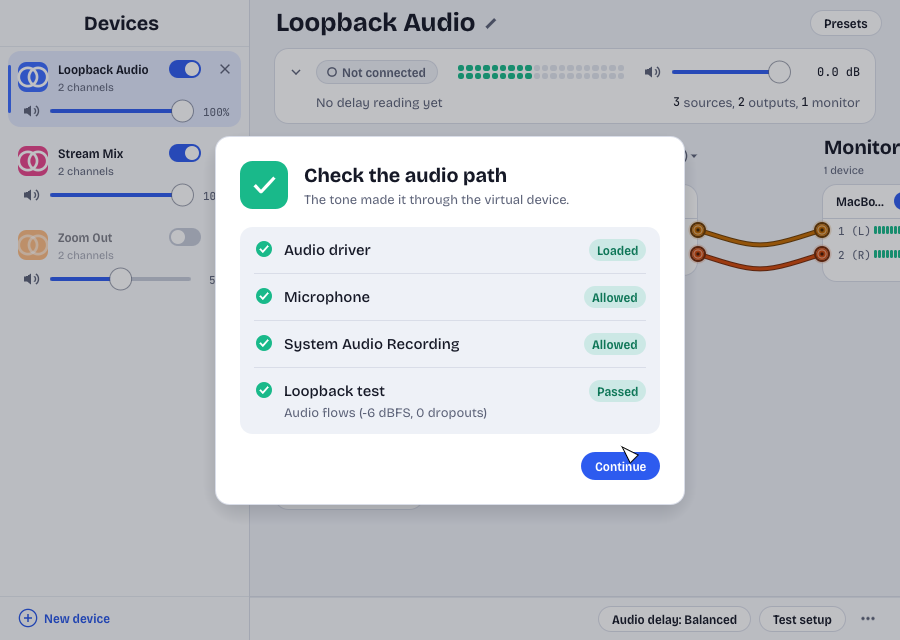 Devices
Loopback Audio
2 channels
100%
Stream Mix
2 channels
Zoom Out
2 channels
New device
Loopback Audio
Presets
Not connected
0.0 dB
No delay reading yet
3 sources, 2 outputs, 1 monitor
Monitor
1 device
MacBo...
1 (L)
2 (R)
Check the audio path
The tone made it through the virtual device.
Audio driver
Loaded
Microphone
Allowed
System Audio Recording
Allowed
Loopback test
Passed
Audio flows (-6 dBFS, 0 dropouts)
Continue
Audio delay: Balanced
Test setup